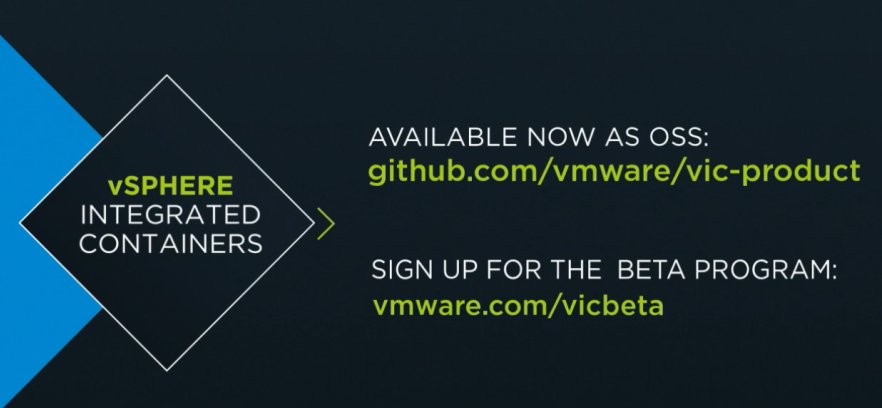 vSPHERE
INTEGRATED
CONTAINERS
AVAILABLE NOW AS OSS:
github.com/vmware/vic-product
SIGN UP FOR THE BETA PROGRAM:
vmware.com/vicbeta